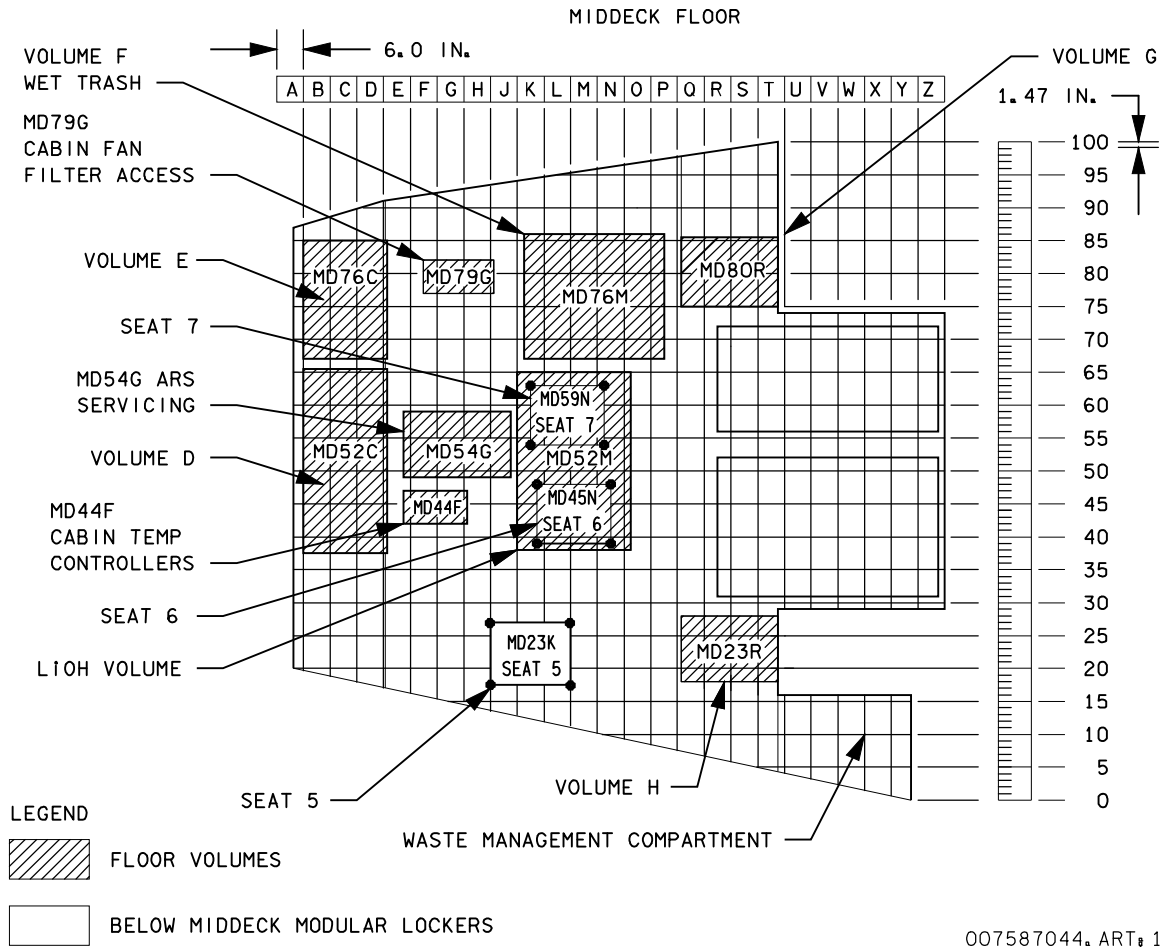 MIDDECK FLOOR
6.0 IN.
VOLUME F
WET TRASH
VOLUME G
A B C D E F G H J K L M N O P Q R S T U V W X Y Z
1.47 IN.
MD79G
CABIN FAN
FILTER ACCESS
100
95
90
85
80
75
70
65
60
55
50
45
40
35
30
25
20
15
10
5
0
VOLUME E
SEAT 7
MD54G ARS
SERVICING
VOLUME D
MD44F
CABIN TEMP
CONTROLLERS
SEAT 6
LiOH VOLUME
SEAT 5
MD76C
MD79G
MD76M
MD80R
MD52C
MD54G
MD44F
MD59N
SEAT 7
MD52M
MD45N
SEAT 6
MD23K
SEAT 5
MD23R
VOLUME H
WASTE MANAGEMENT COMPARTMENT
LEGEND
FLOOR VOLUMES
BELOW MIDDECK MODULAR LOCKERS
007587044. ART; 1